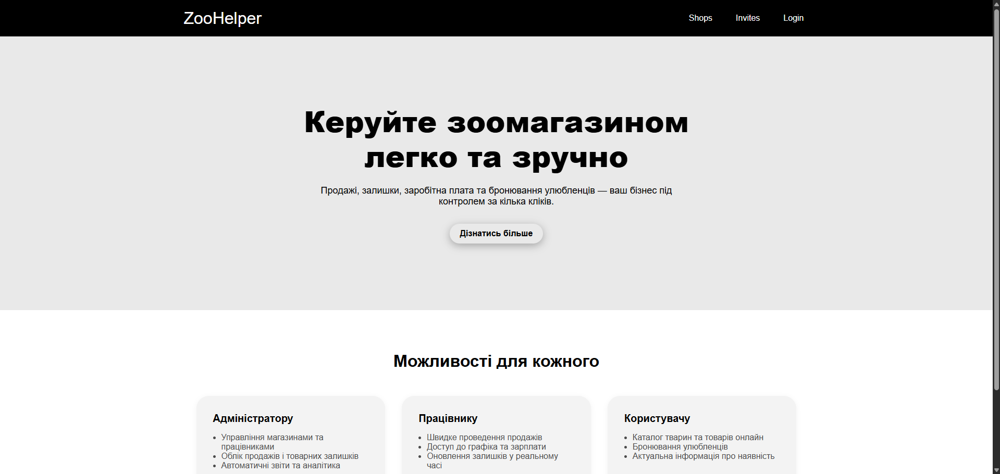 ZooHelper
Shops Invites Login
Керуйте зоомагазином
легко та зручно
Продажі, залишки, заробітна плата та бронювання улюбленців — ваш бізнес під
контролем за кілька кліків.
Дізнатись більше
Можливості для кожного
Адміністратору
Управління магазинами та
працівниками
Облік продажів і товарних залишків
Автоматичні звіти та аналітика
Працівнику
Швидке проведення продажів
Доступ до графіка та зарплати
Оновлення залишків у реальному
часі
Користувачу
Каталог тварин та товарів онлайн
Бронювання улюбленців
Актуальна інформація про наявність